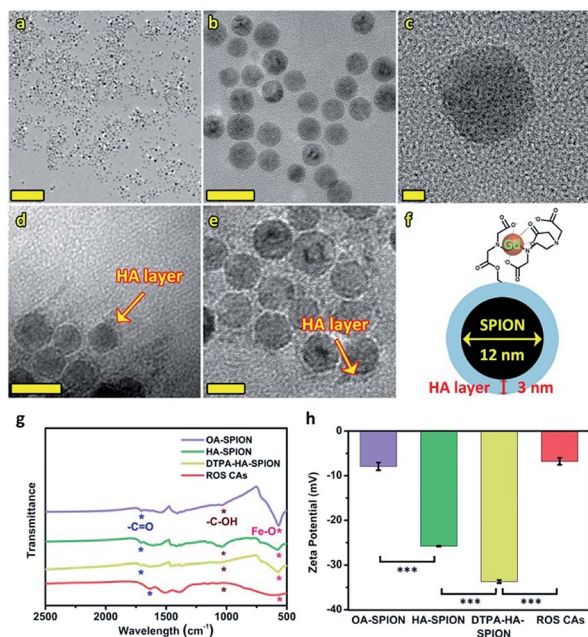 a
b
c
d
HA layer
e
HA layer
f
Gd
SPION
12 nm
HA layer
3 nm
g
OA-SPION
HA-SPION
DTPA-HA-SPION
ROS CAs
-C=O
-C-OH
Fe-O
* * *
* * *
* * *
* * *
Transmittance
2500 2000 1500 1000 500
Wavelength (cm⁻¹)
h
0
-10
-20
-30
-40
Zeta Potential (mV)
***
*** ***
OA-SPION HA-SPION DTPA-HA- ROS CAs
SPION